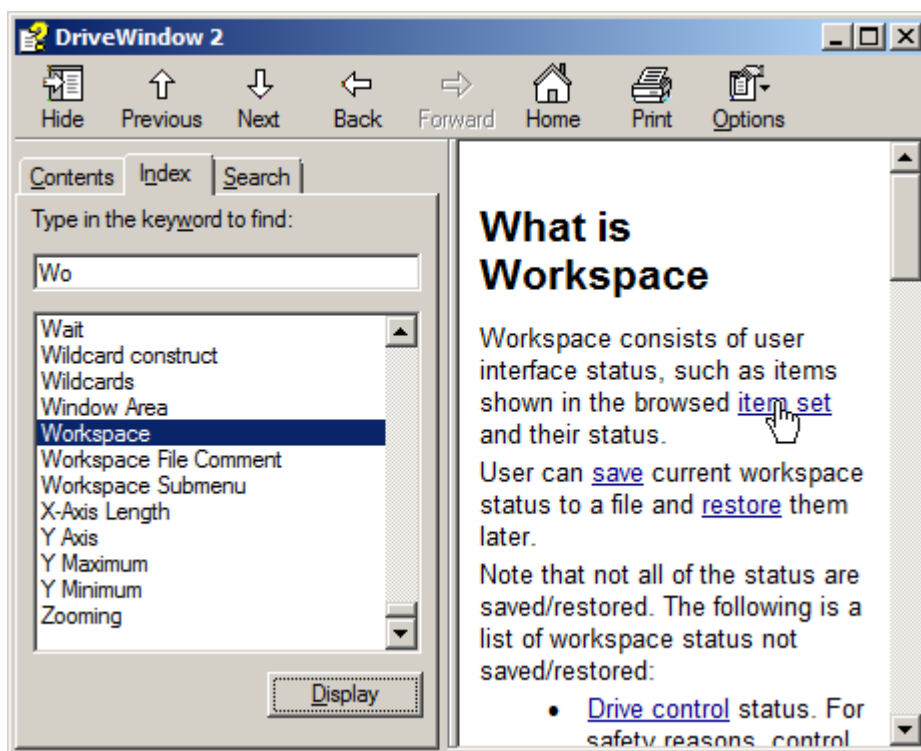 DriveWindow 2
Hide Previous Next Back Forward Home Print Options
Contents Index Search
Type in the keyword to find:
Wo
Wait
Wildcard construct
Wildcards
Window Area
Workspace
Workspace File Comment
Workspace Submenu
X-Axis Length
Y Axis
Y Maximum
Y Minimum
Zooming
Display
What is
Workspace
Workspace consists of user
interface status, such as items
shown in the browsed item set
and their status.
User can save current workspace
status to a file and restore them
later.
Note that not all of the status are
saved/restored. The following is a
list of workspace status not
saved/restored:
• Drive control status. For
safety reasons, control